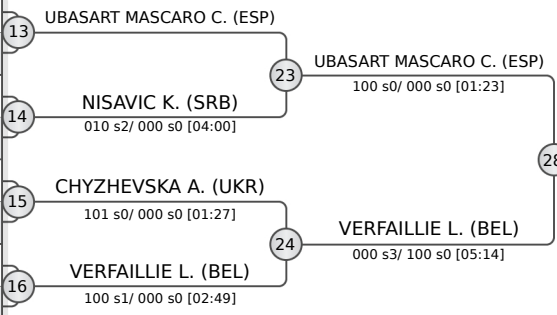 13
UBASART MASCARO C. (ESP)
23
UBASART MASCARO C. (ESP)
100 s0/ 000 s0 [01:23]
14
NISAVIC K. (SRB)
010 s2/ 000 s0 [04:00]
28
15
CHYZHEVSKA A. (UKR)
101 s0/ 000 s0 [01:27]
24
VERFAILLIE L. (BEL)
000 s3/ 100 s0 [05:14]
16
VERFAILLIE L. (BEL)
100 s1/ 000 s0 [02:49]